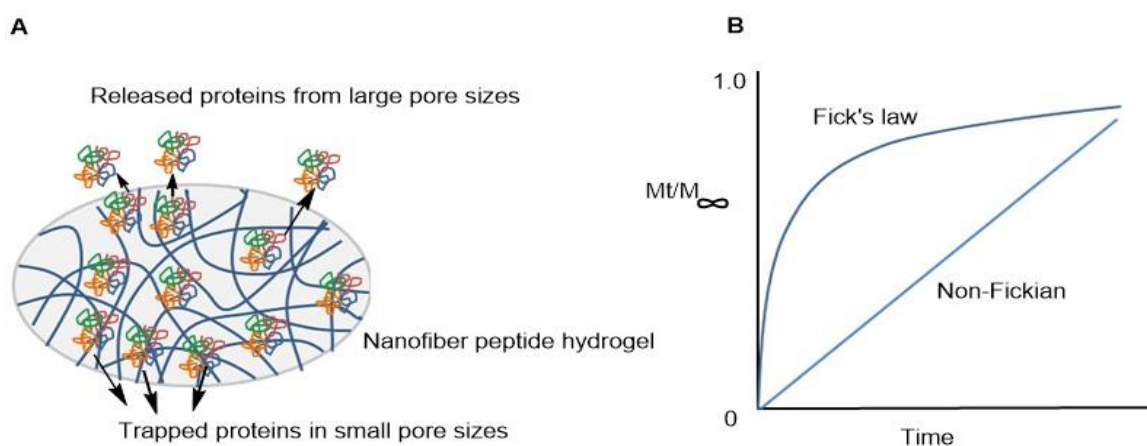 A
Released proteins from large pore sizes
Nanofiber peptide hydrogel
Trapped proteins in small pore sizes
B
1.0
Fick's law
Mt/M∞
Non-Fickian
0
Time